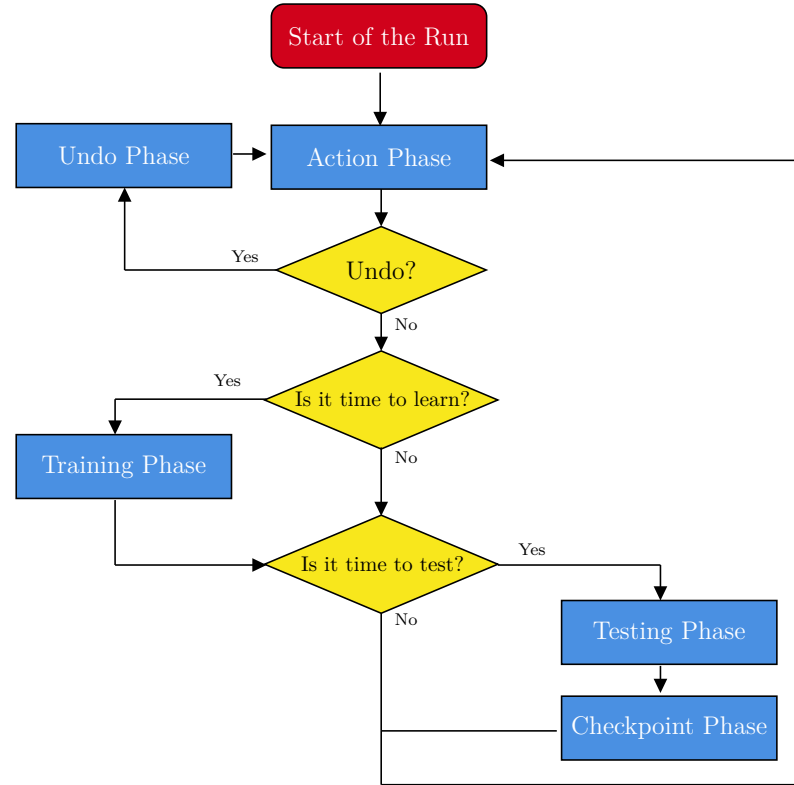 Start of the Run
Undo Phase
Action Phase
Yes
Undo?
No
Yes
Is it time to learn?
Training Phase
No
Yes
Is it time to test?
No
Testing Phase
Checkpoint Phase